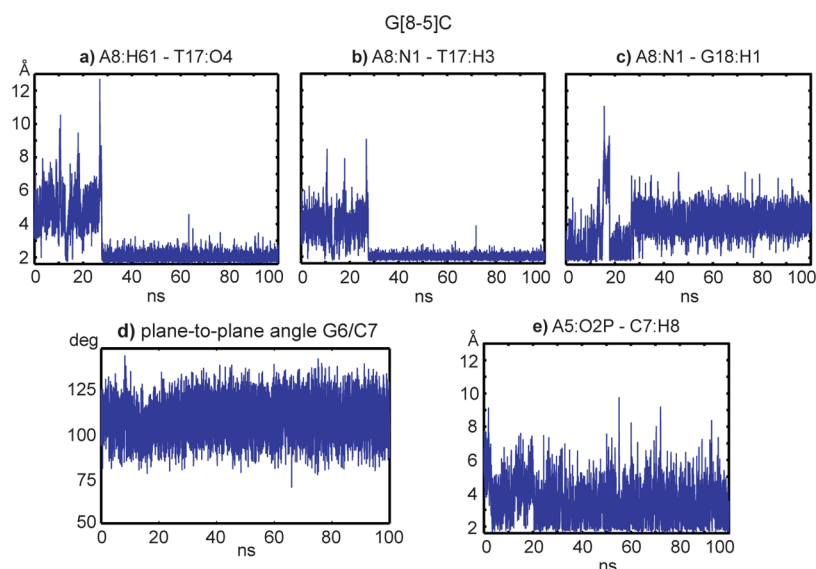 G[8-5]C
a) A8:H61 - T17:O4
b) A8:N1 - T17:H3
c) A8:N1 - G18:H1
Å
12
10
8
6
4
2
0 20 40 60 80 100
0 20 40 60 80 100
0 20 40 60 80 100
ns
ns
ns
d) plane-to-plane angle G6/C7
deg
125
100
75
50
0 20 40 60 80 100
ns
e) A5:O2P - C7:H8
Å
12
10
8
6
4
2
0 20 40 60 80 100
ns